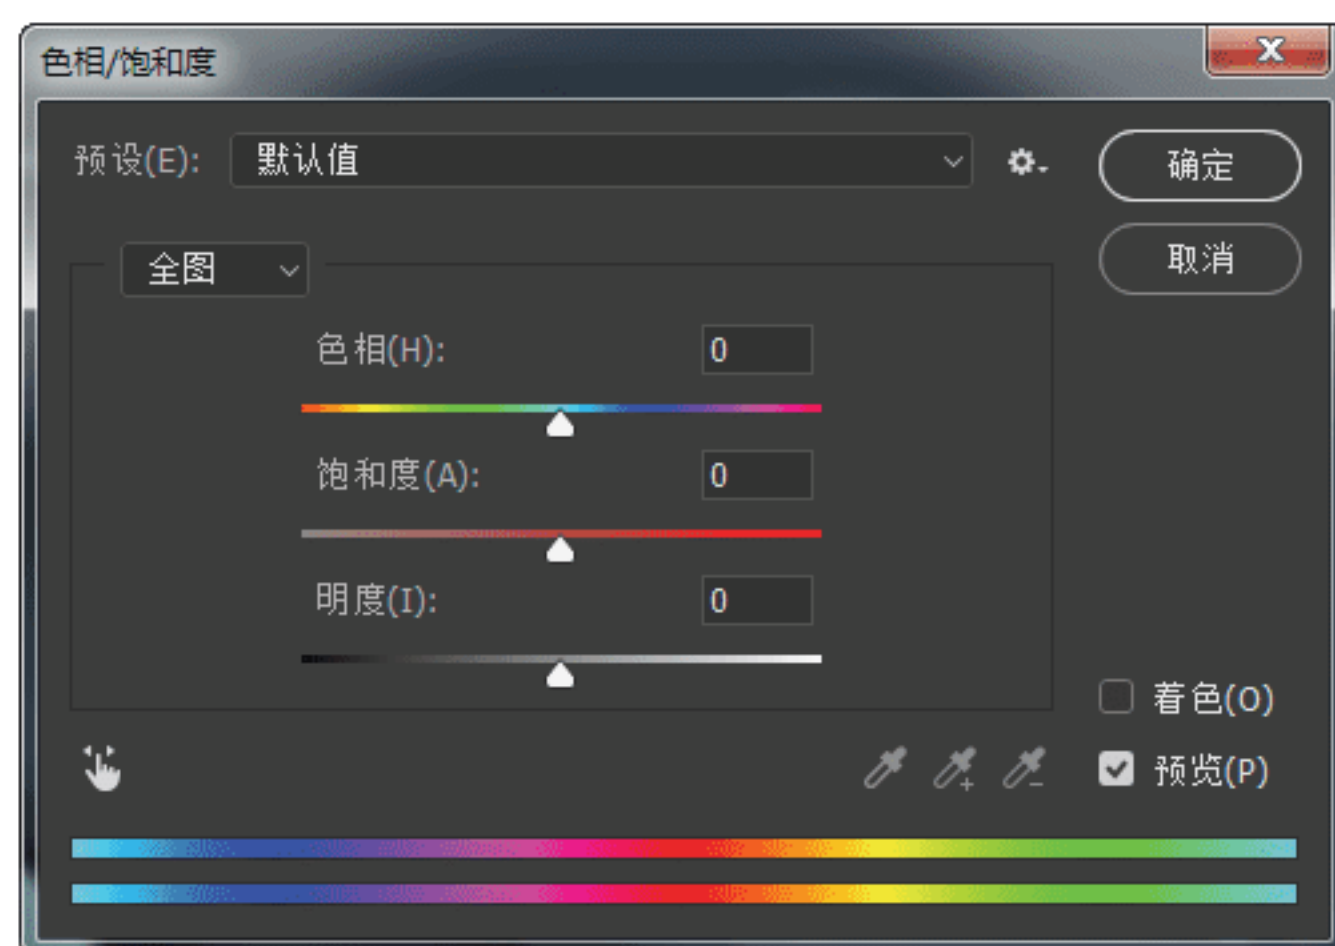 色相/饱和度
预设(E): 默认值
确定
取消
全图
色相(H): 0
饱和度(A): 0
明度(I): 0
着色(O)
预览(P)